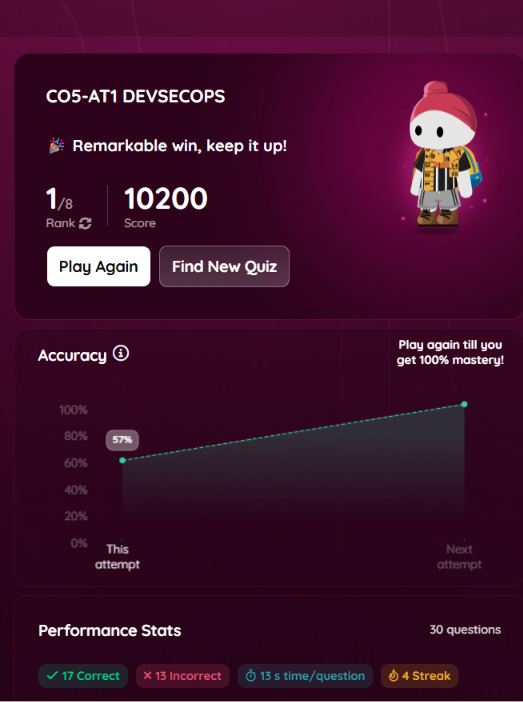 CO5-AT1 DEVSECOPS
🎉 Remarkable win, keep it up!
1/8
Rank
10200
Score
Play Again
Find New Quiz
Accuracy
Play again till you
get 100% mastery!
100%
80%
60%
40%
20%
0%
57%
This
attempt
Next
attempt
Performance Stats
30 questions
17 Correct
13 Incorrect
13 s time/question
4 Streak